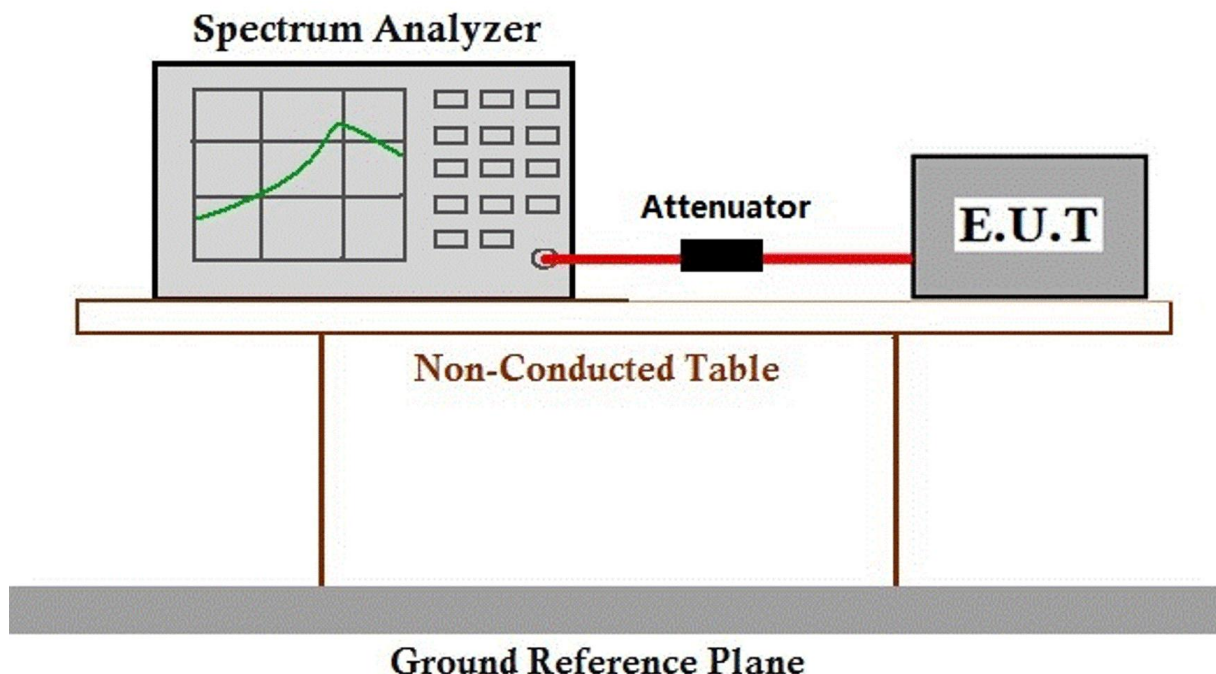 Spectrum Analyzer
Attenuator
E.U.T
Non-Conducted Table
Ground Reference Plane